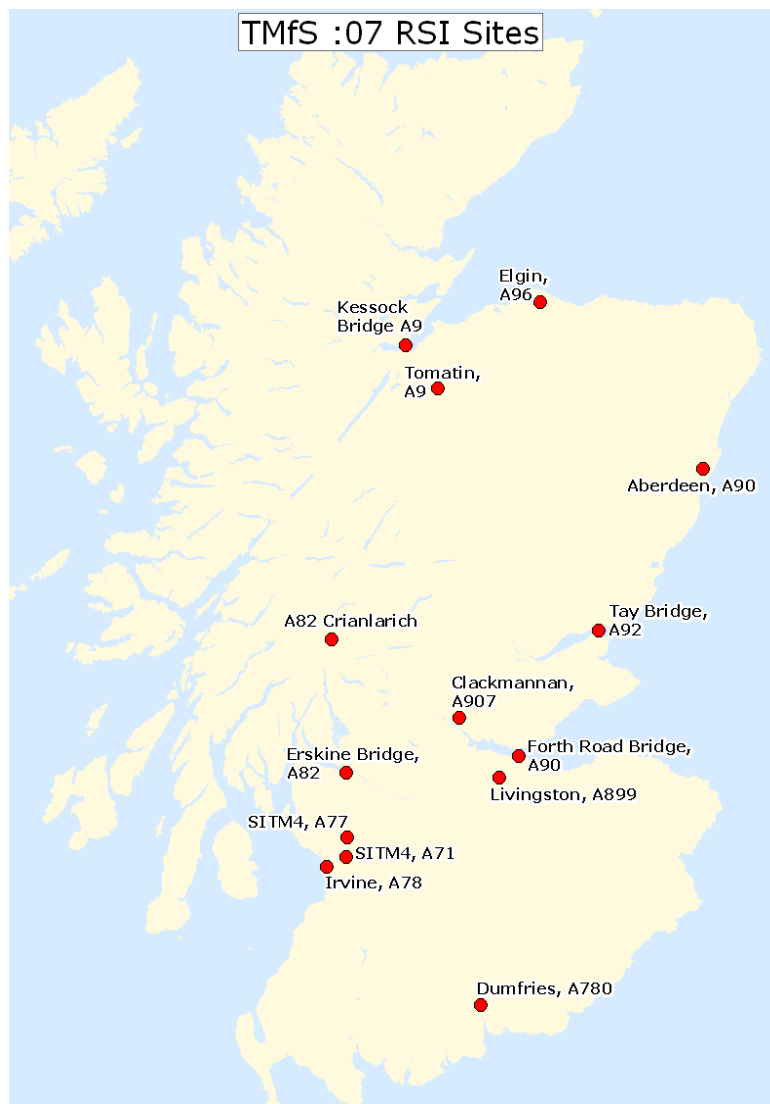 TMfS :07 RSI Sites
Elgin,
A96
Kessock
Bridge A9
Tomatin,
A9
Aberdeen, A90
Tay Bridge,
A92
A82 Crianlarich
Clackmannan,
A907
Forth Road Bridge,
A90
Erskine Bridge,
A82
Livingston, A899
SITM4, A77
SITM4, A71
Irvine, A78
Dumfries, A780